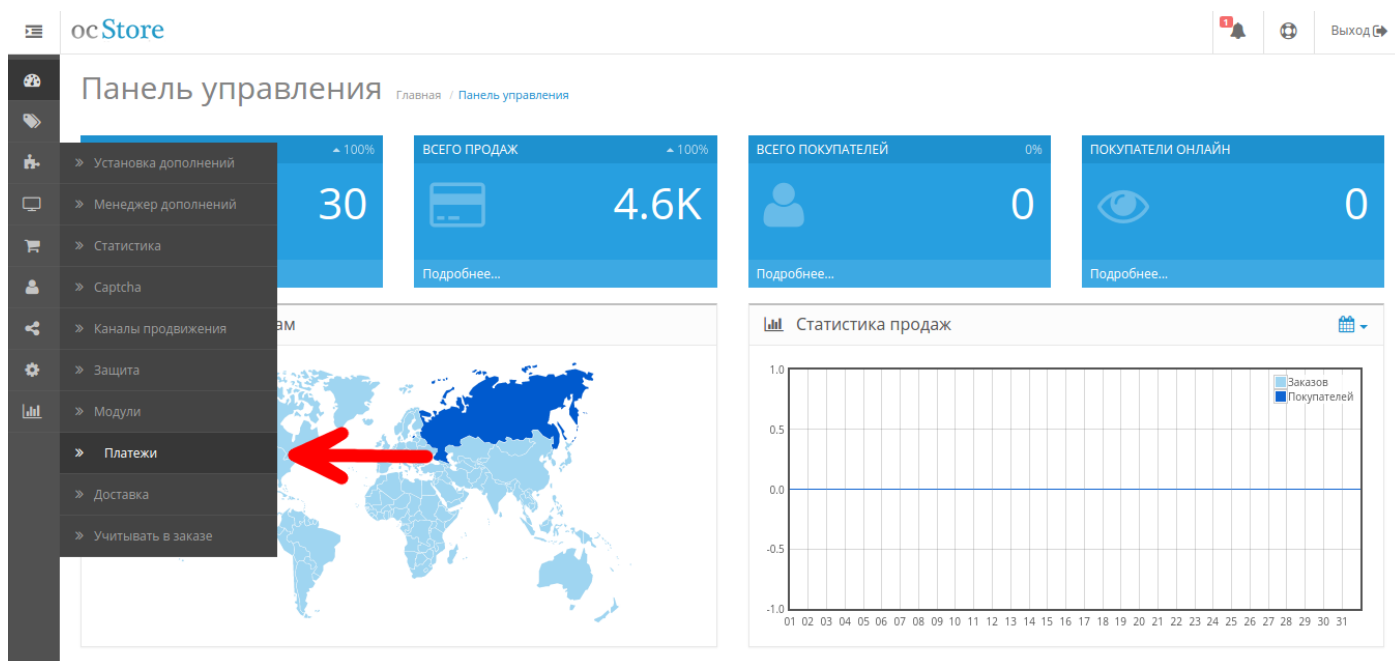 ocStore
1
Выход
Панель управления
Главная / Панель управления
100%
30
ВСЕГО ПРОДАЖ
100%
4.6K
Подробнее...
ВСЕГО ПОКУПАТЕЛЕЙ
0%
0
Подробнее...
ПОКУПАТЕЛИ ОНЛАЙН
0
Подробнее...
» Установка дополнений
» Менеджер дополнений
» Статистика
» Captcha
» Каналы продвижения
» Защита
» Модули
» Платежи
» Доставка
» Учитывать в заказе
ам
Статистика продаж
Заказов
Покупателей
1.0
0.5
0.0
-0.5
-1.0
01 02 03 04 05 06 07 08 09 10 11 12 13 14 15 16 17 18 19 20 21 22 23 24 25 26 27 28 29 30 31